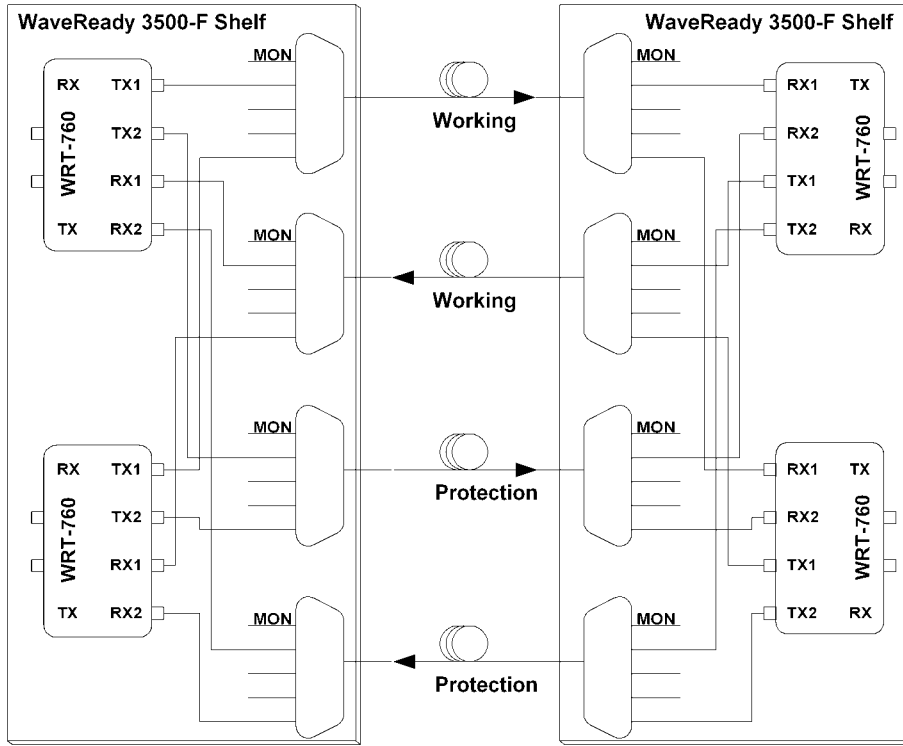 WaveReady 3500-F Shelf
WaveReady 3500-F Shelf
MON
MON
RX TX1
TX2
RX1
TX RX2
WRT-760
Working
RX1 TX
RX2
TX1
TX2 RX
WRT-760
MON
MON
Working
MON
MON
RX TX1
TX2
RX1
TX RX2
WRT-760
Protection
RX1 TX
RX2
TX1
TX2 RX
WRT-760
MON
MON
Protection